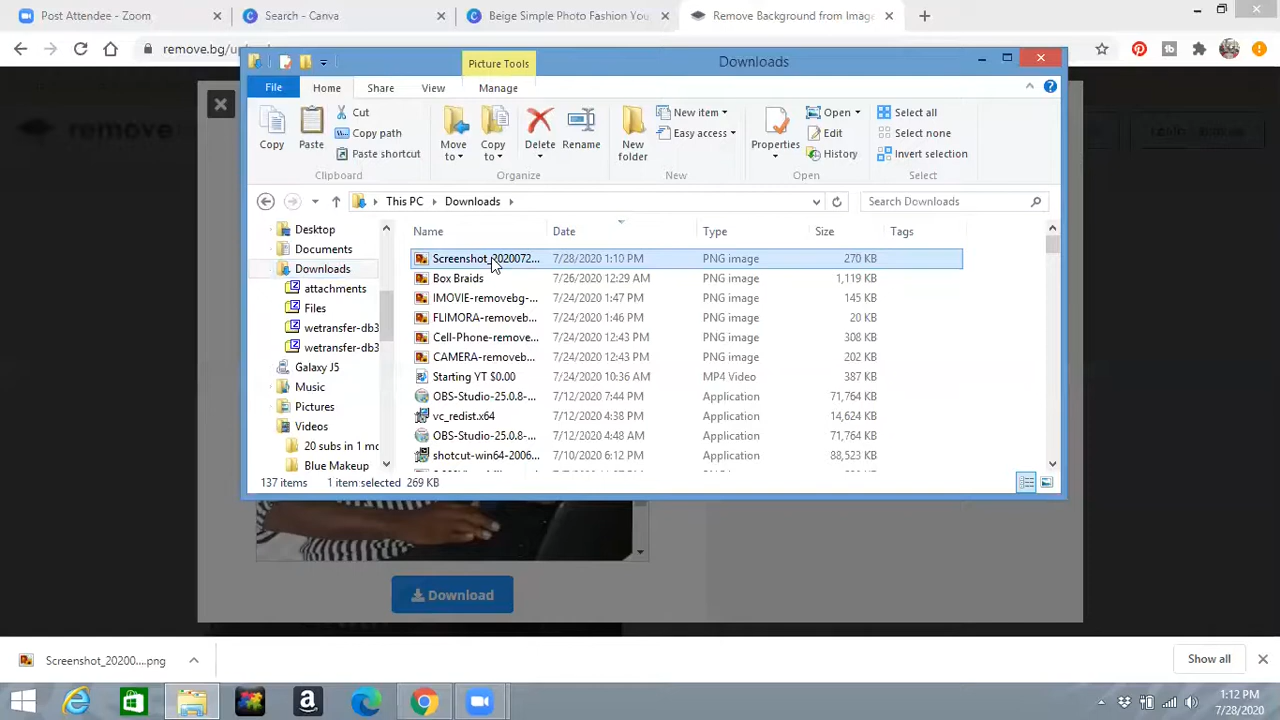 Post Attendee - Zoom
Search - Canva
Beige Simple Photo Fashion You
Remove Background from Image
remove.bg/
Picture Tools
Downloads
File
Home
Share
View
Manage
Copy
Paste
Cut
Copy path
Paste shortcut
Clipboard
Move to
Copy to
Delete
Rename
Organize
New folder
New item
Easy access
New
Properties
Open
Edit
History
Open
Select all
Select none
Invert selection
Select
This PC
Downloads
Search Downloads
Name Date Type Size Tags
Desktop
Documents
Downloads
attachments
Files
wetransfer-db3
wetransfer-db3
Galaxy J5
Music
Pictures
Videos
20 subs in 1 mo
Blue Makeup
Screenshot_2020072... 7/28/2020 1:10 PM PNG image 270 KB
Box Braids 7/26/2020 12:29 AM PNG image 1,119 KB
IMOVIE-removebg-... 7/24/2020 1:47 PM PNG image 145 KB
FLIMORA-removeb... 7/24/2020 1:46 PM PNG image 20 KB
Cell-Phone-remove... 7/24/2020 12:43 PM PNG image 308 KB
CAMERA-removeb... 7/24/2020 12:43 PM PNG image 202 KB
Starting YT $0.00 7/24/2020 10:36 AM MP4 Video 387 KB
OBS-Studio-25.0.8-... 7/12/2020 7:44 PM Application 71,764 KB
vc_redist.x64 7/12/2020 4:38 PM Application 14,624 KB
OBS-Studio-25.0.8-... 7/12/2020 4:48 AM Application 71,764 KB
shotcut-win64-2006... 7/10/2020 6:12 PM Application 88,523 KB
137 items 1 item selected 269 KB
remove
Download
Screenshot_20200....png
Show all
1:12 PM
7/28/2020